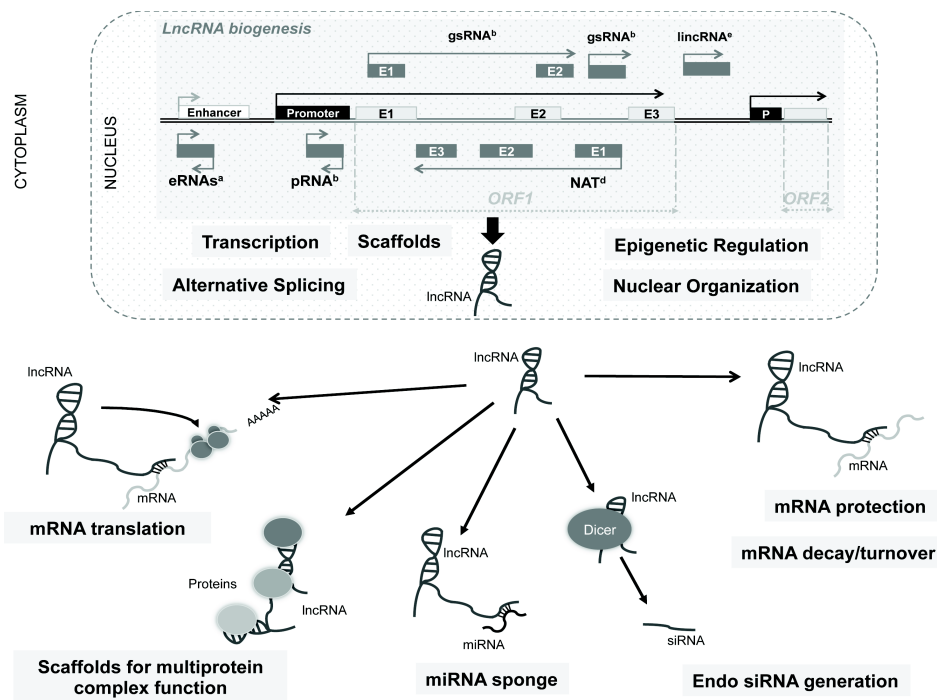 LncRNA biogenesis
gsRNAᵇ
gsRNAᵇ
lincRNAᵉ
E1
E2
Enhancer
Promoter
E1
E2
E3
P
E3
E2
E1
eRNAsᵃ
pRNAᵇ
NATᵈ
ORF1
ORF2
CYTOPLASM
NUCLEUS
Transcription
Scaffolds
Epigenetic Regulation
Alternative Splicing
Nuclear Organization
lncRNA
lncRNA
lncRNA
lncRNA
AAAAA
mRNA
mRNA
mRNA translation
mRNA protection
mRNA decay/turnover
lncRNA
Dicer
lncRNA
Proteins
lncRNA
miRNA
siRNA
Scaffolds for multiprotein
complex function
miRNA sponge
Endo siRNA generation